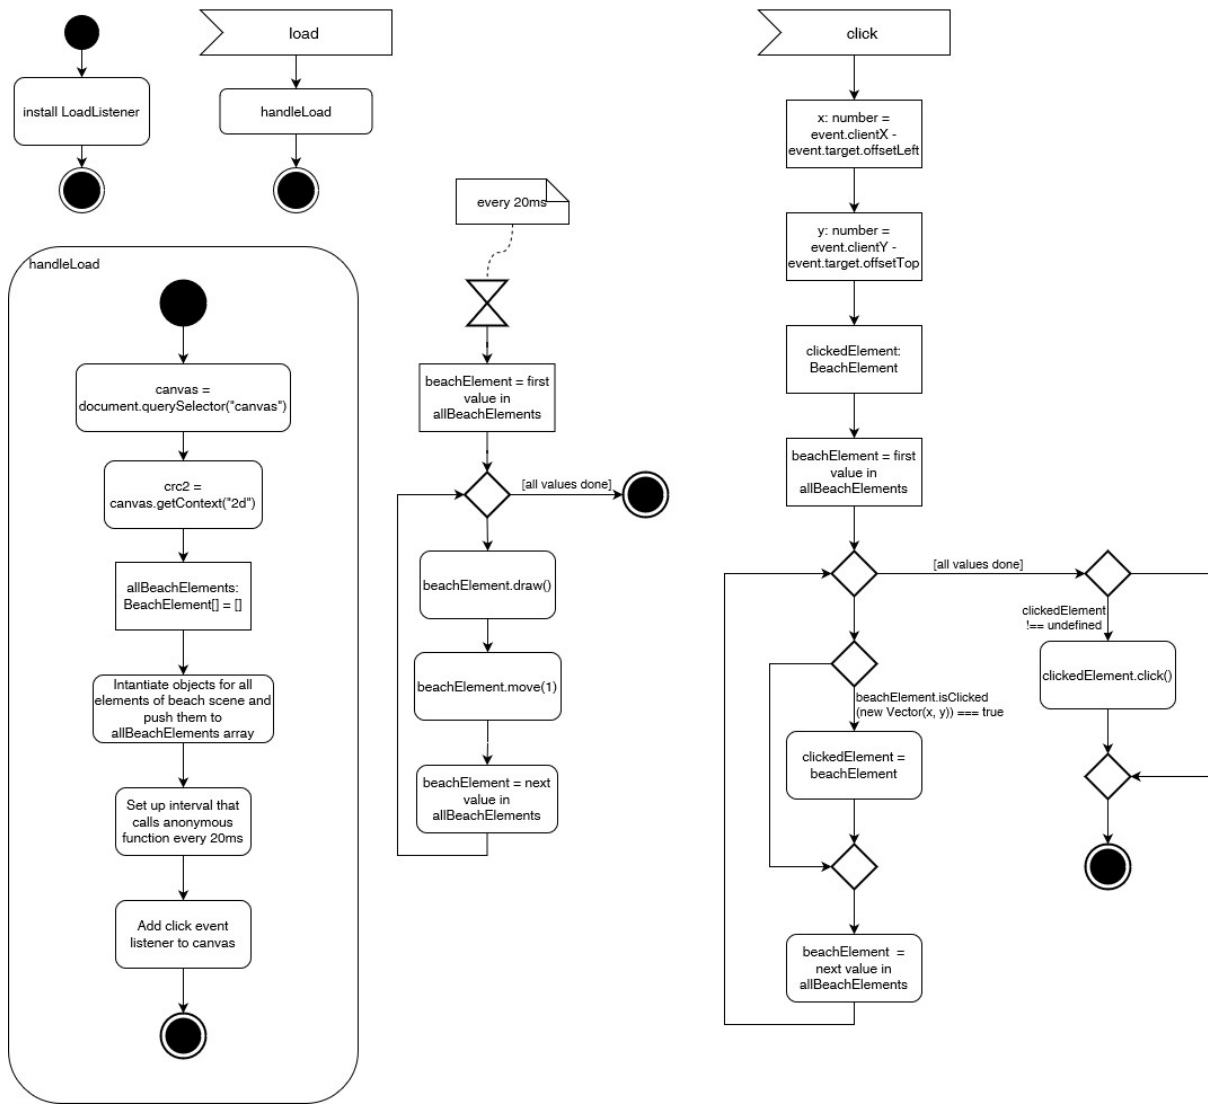 load
install LoadListener
handleLoad
handleLoad
canvas =
document.querySelector("canvas")
crc2 =
canvas.getContext("2d")
allBeachElements:
BeachElement[] = []
Intantiate objects for all
elements of beach scene and
push them to
allBeachElements array
Set up interval that
calls anonymous
function every 20ms
Add click event
listener to canvas
every 20ms
beachElement = first
value in
allBeachElements
[all values done]
beachElement.draw()
beachElement.move(1)
beachElement = next
value in
allBeachElements
click
x: number =
event.clientX -
event.target.offsetLeft
y: number =
event.clientY -
event.target.offsetTop
clickedElement:
BeachElement
beachElement = first
value in
allBeachElements
[all values done]
clickedElement
!== undefined
clickedElement.click()
beachElement.isClicked
(new Vector(x, y)) === true
clickedElement =
beachElement
beachElement =
next value in
allBeachElements